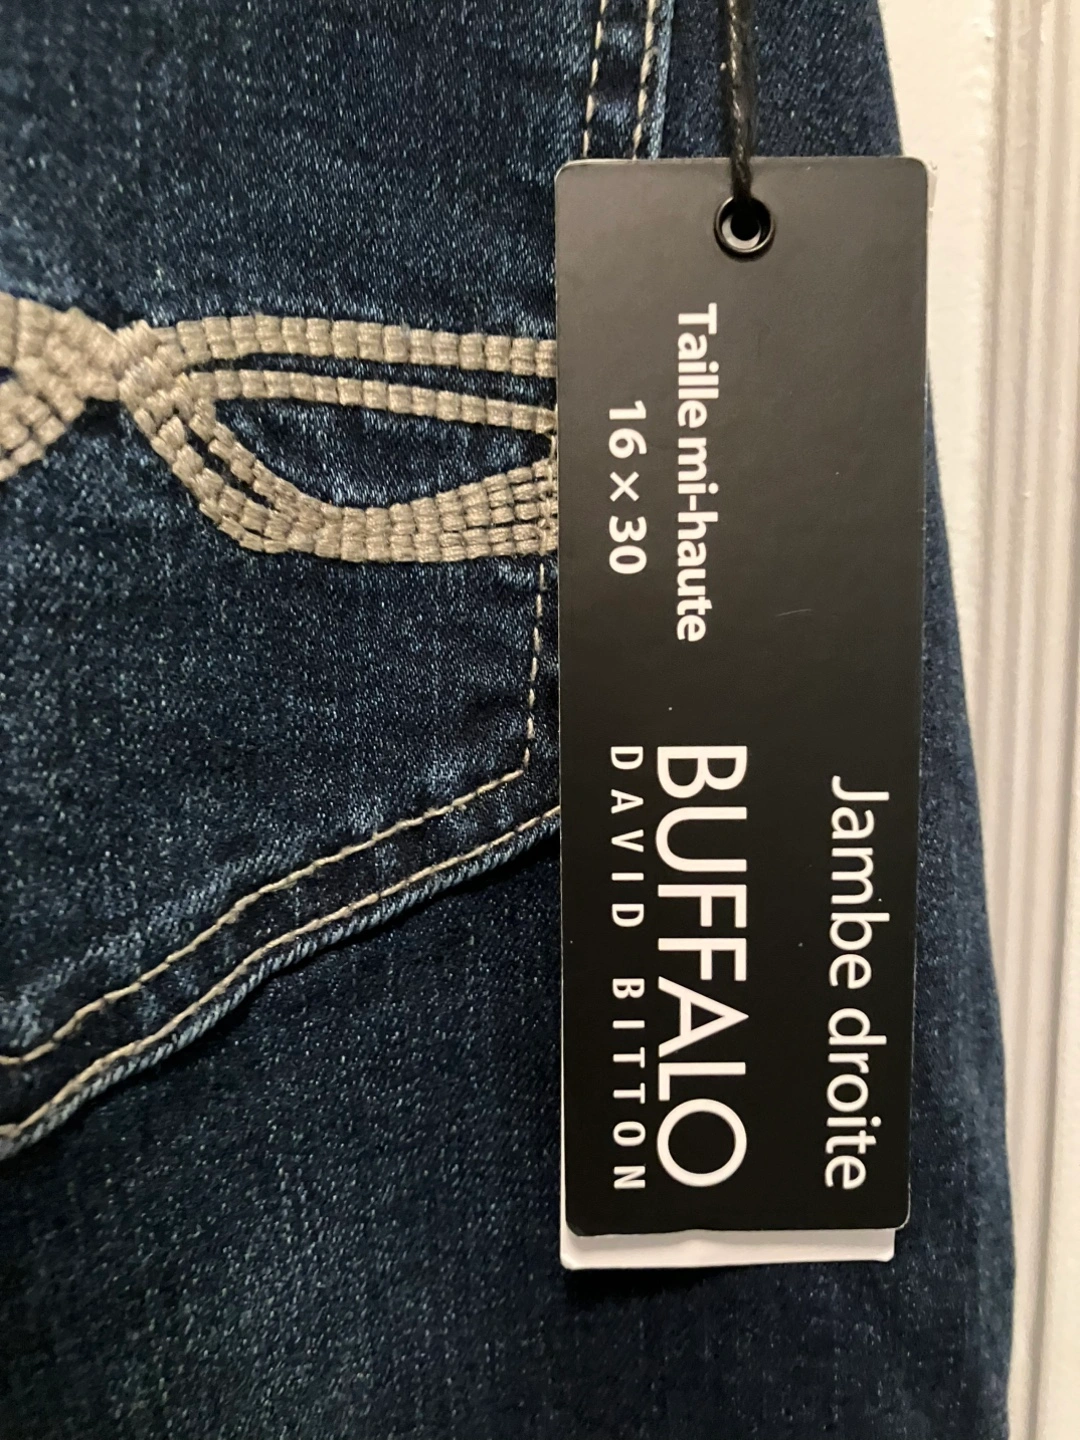 Jambe droite
BUFFALO
DAVID BITTON
Taille mi-haute
16 × 30